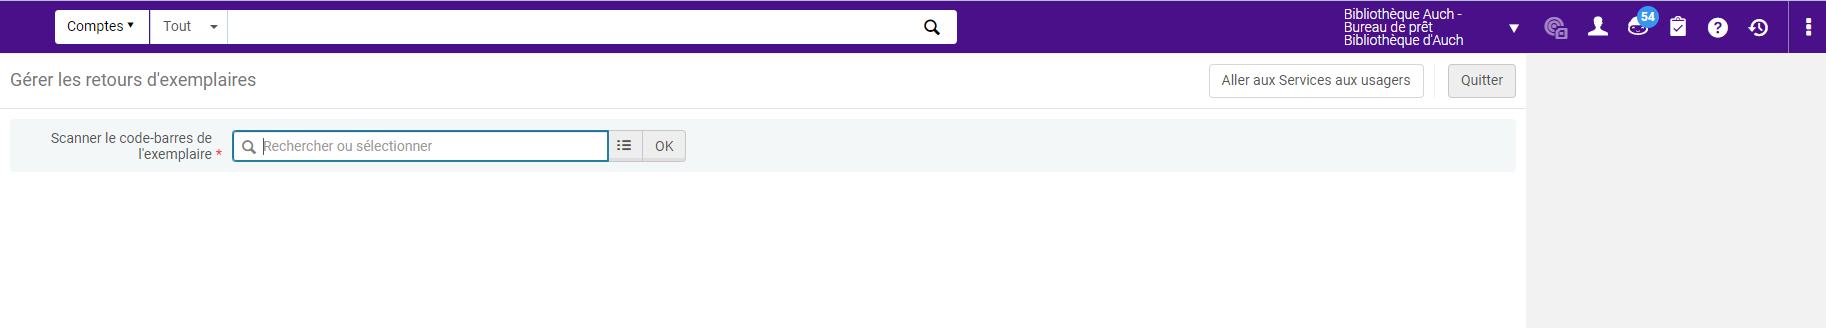 Comptes
Tout
Bibliothèque Auch -
Bureau de prêt
Bibliothèque d'Auch
54
Gérer les retours d'exemplaires
Aller aux Services aux usagers
Quitter
Scanner le code-barres de
l'exemplaire *
Rechercher ou sélectionner
OK